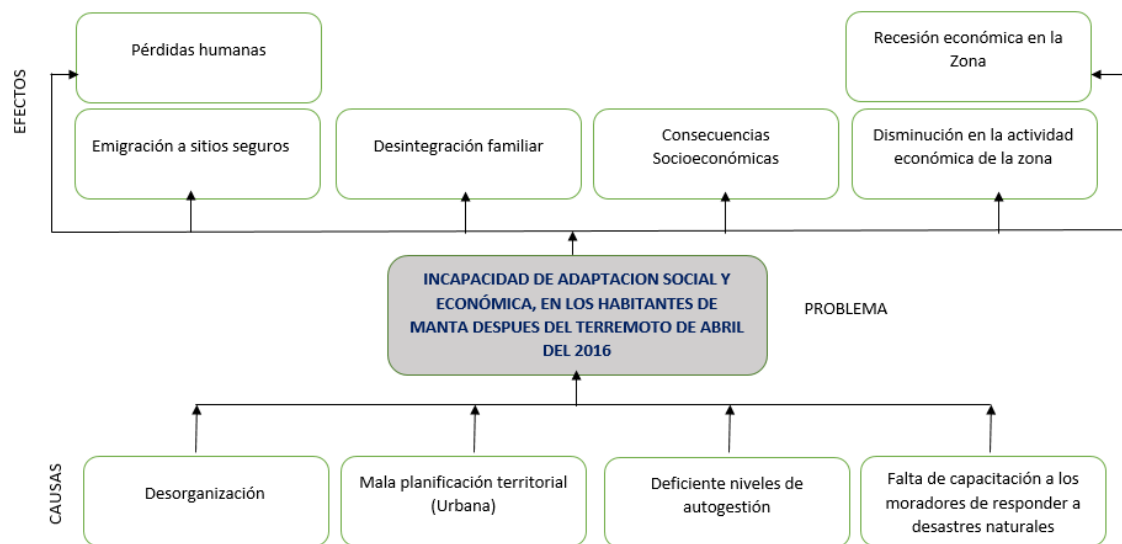 EFECTOS
Pérdidas humanas
Recesión económica en la
Zona
Emigración a sitios seguros
Desintegración familiar
Consecuencias
Socioeconómicas
Disminución en la actividad
económica de la zona
INCAPACIDAD DE ADAPTACION SOCIAL Y
ECONÓMICA, EN LOS HABITANTES DE
MANTA DESPUES DEL TERREMOTO DE ABRIL
DEL 2016
PROBLEMA
CAUSAS
Desorganización
Mala planificación territorial
(Urbana)
Deficiente niveles de
autogestión
Falta de capacitación a los
moradores de responder a
desastres naturales